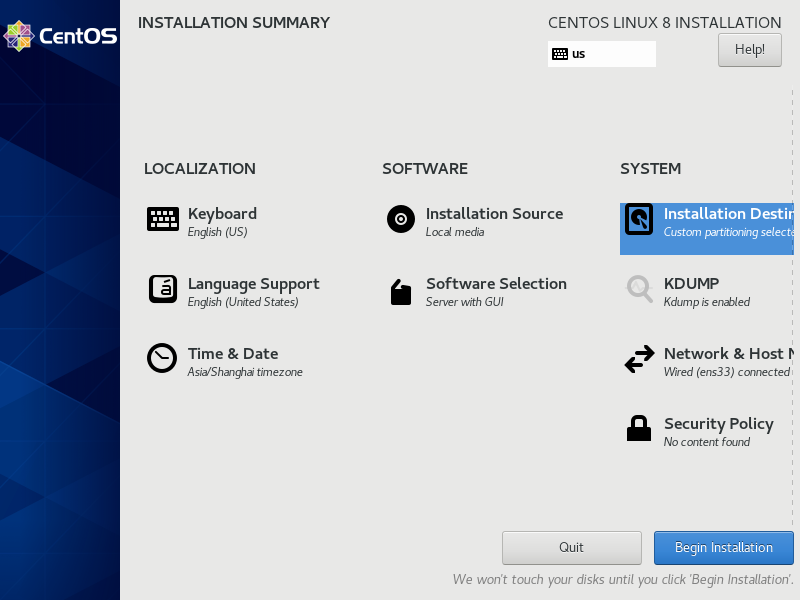 CentOS
INSTALLATION SUMMARY
CENTOS LINUX 8 INSTALLATION
us
Help!
LOCALIZATION
Keyboard
English (US)
Language Support
English (United States)
Time & Date
Asia/Shanghai timezone
SOFTWARE
Installation Source
Local media
Software Selection
Server with GUI
SYSTEM
Installation Destin
Custom partitioning selecte
KDUMP
Kdump is enabled
Network & Host N
Wired (ens33) connected
Security Policy
No content found
Quit
Begin Installation
We won't touch your disks until you click 'Begin Installation'.